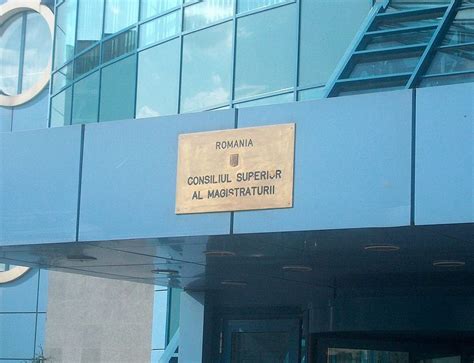 ROMANIA
CONSILIUL SUPERIOR
AL MAGISTRATURII